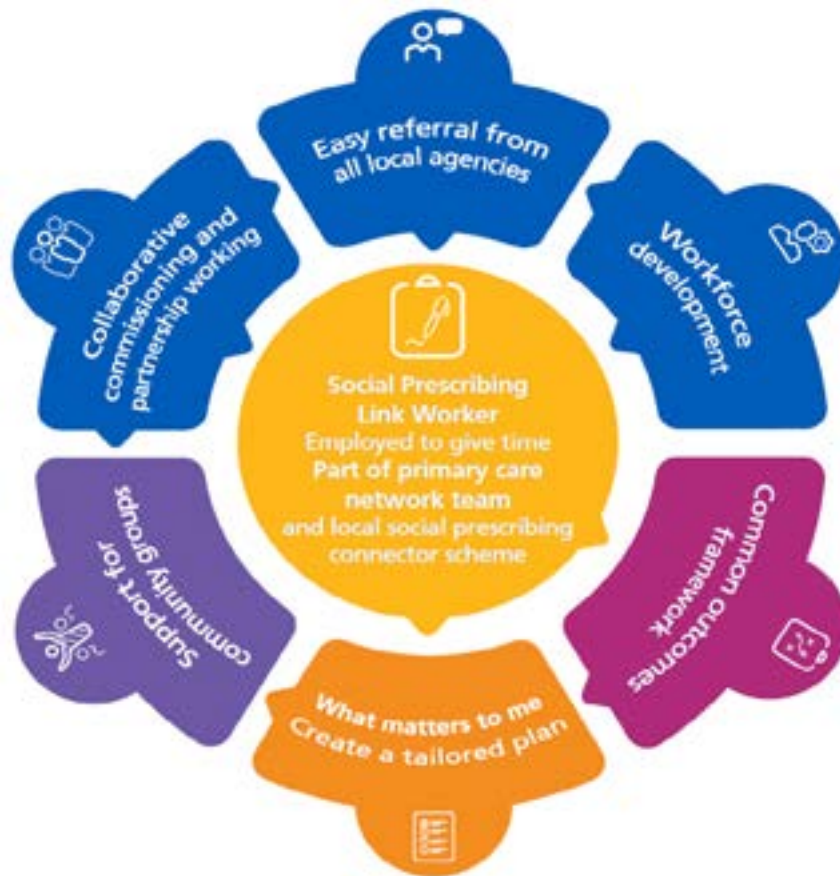 Easy referral from
all local agencies
Workforce
development
Common outcomes
framework
What matters to me
Create a tailored plan
Support for
community groups
Collaborative
commissioning and
partnership working
Social Prescribing
Link Worker
Employed to give time
Part of primary care
network team
and local social prescribing
connector scheme